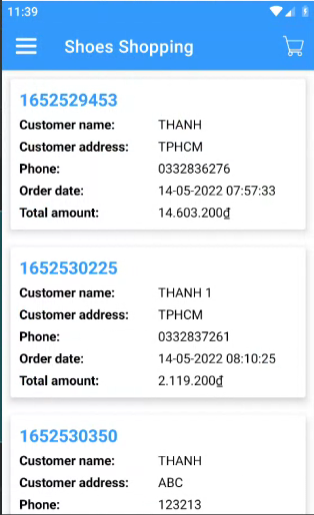 11:39
Shoes Shopping
1652529453
Customer name: THANH
Customer address: TPHCM
Phone: 0332836276
Order date: 14-05-2022 07:57:33
Total amount: 14.603.200₫
1652530225
Customer name: THANH 1
Customer address: TPHCM
Phone: 0332837261
Order date: 14-05-2022 08:10:25
Total amount: 2.119.200₫
1652530350
Customer name: THANH
Customer address: ABC
Phone: 123213